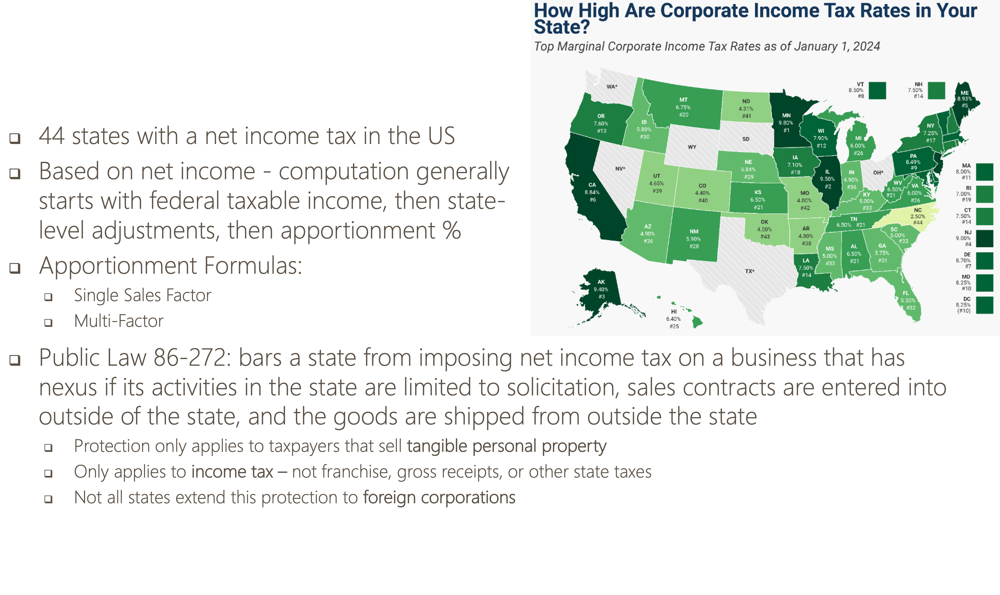 How High Are Corporate Income Tax Rates in Your
State?
Top Marginal Corporate Income Tax Rates as of January 1, 2024
44 states with a net income tax in the US
Based on net income - computation generally
starts with federal taxable income, then state-
level adjustments, then apportionment %
Apportionment Formulas:
Single Sales Factor
Multi-Factor
WA*
MT
6.75%
#20
ND
4.31%
#41
MN
9.80%
#1
VT
8.50%
#8
NH
7.50%
#14
ME
8.93%
#5
OR
7.60%
#13
ID
5.80%
#30
WY
SD
WI
7.90%
#12
MI
6.00%
#26
NY
7.25%
#17
NV*
UT
4.65%
#39
CO
4.40%
#40
NE
5.84%
#29
IA
7.10%
#18
IL
9.50%
#2
IN
4.90%
#36
OH*
PA
8.49%
#9
MA
8.00%
#11
CA
8.84%
#6
KS
6.50%
#21
MO
4.00%
#42
KY
5.00%
#33
WV
6.50%
#21
VA
6.00%
#26
RI
7.00%
#19
AZ
4.90%
#36
NM
5.90%
#28
OK
4.00%
#43
AR
4.80%
#38
TN
6.50% #21
NC
2.50%
#44
CT
7.50%
#14
TX*
LA
7.50%
#14
MS
5.00%
#33
AL
6.50%
#21
GA
5.75%
#31
SC
5.00%
#33
NJ
9.00%
#4
DE
8.70%
#7
AK
9.40%
#3
HI
6.40%
#25
FL
5.50%
#32
MD
8.25%
#10
DC
8.25%
(#10)
Public Law 86-272: bars a state from imposing net income tax on a business that has
nexus if its activities in the state are limited to solicitation, sales contracts are entered into
outside of the state, and the goods are shipped from outside the state
Protection only applies to taxpayers that sell tangible personal property
Only applies to income tax – not franchise, gross receipts, or other state taxes
Not all states extend this protection to foreign corporations